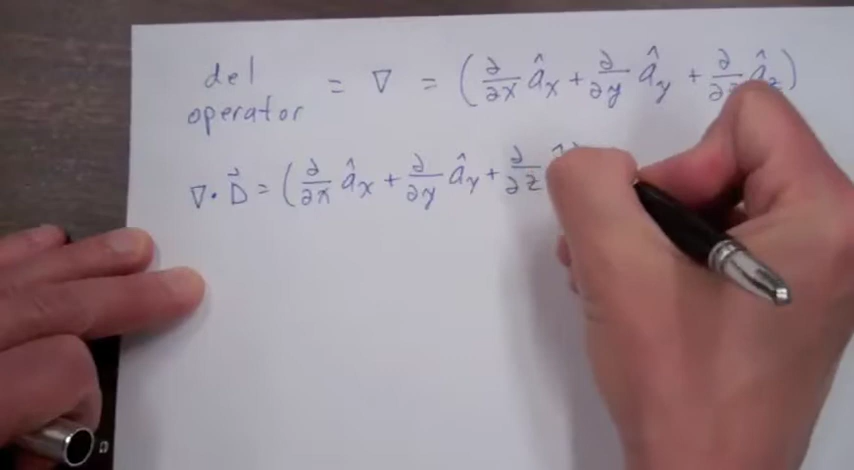 del operator = ∇ = (∂/∂x âx + ∂/∂y ây + ∂/∂z âz)
∇·D⃗ = (∂/∂x âx + ∂/∂y ây + ∂/∂z